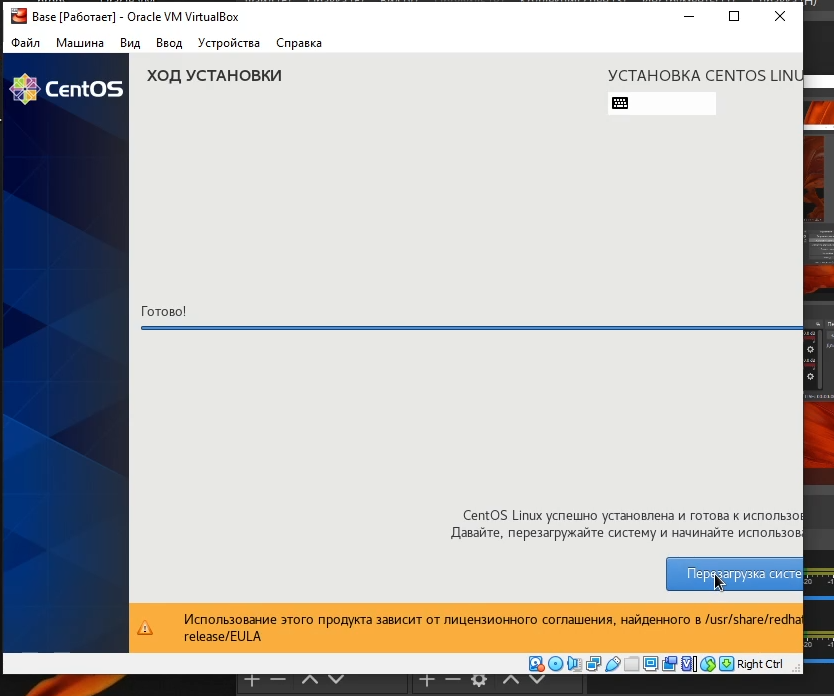 Base [Работает] - Oracle VM VirtualBox
Файл Машина Вид Ввод Устройства Справка
CentOS
ХОД УСТАНОВКИ
УСТАНОВКА CENTOS LINU
Готово!
CentOS Linux успешно установлена и готова к использов
Давайте, перезагружайте систему и начинайте использова
Перезагрузка систе
Использование этого продукта зависит от лицензионного соглашения, найденного в /usr/share/redhat
release/EULA
Right Ctrl